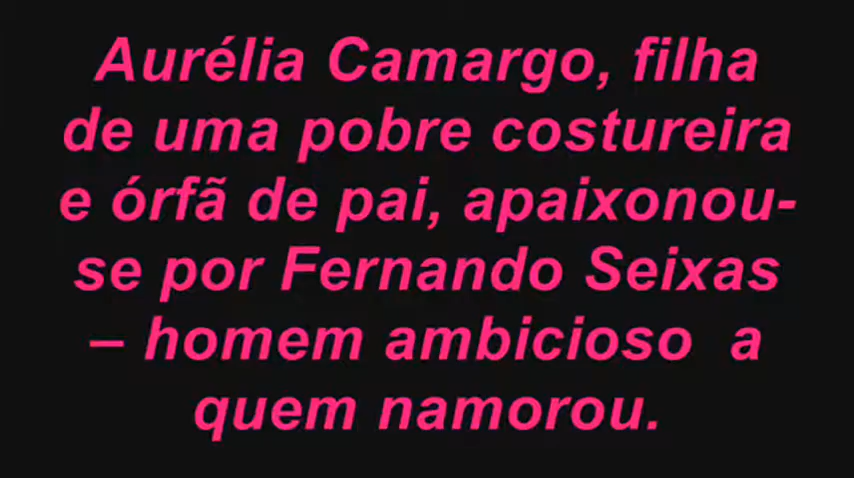 Aurélia Camargo, filha
de uma pobre costureira
e órfã de pai, apaixonou-
se por Fernando Seixas
– homem ambicioso  a
quem namorou.